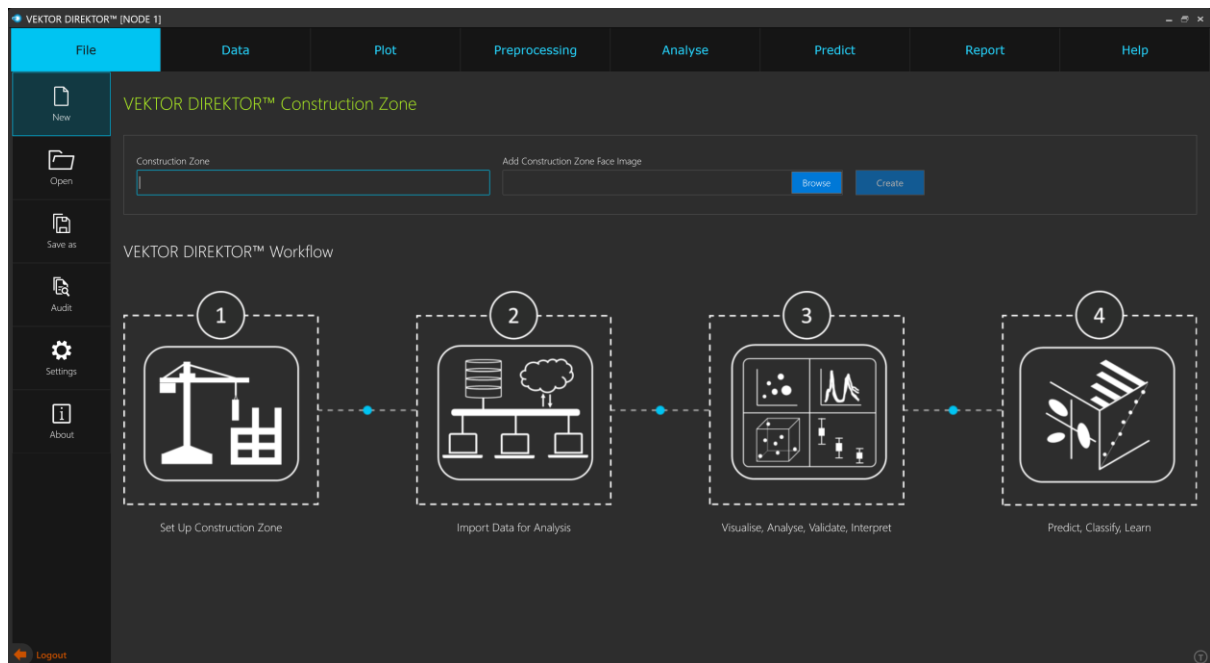 VEKTOR DIREKTOR™ [NODE 1]
File Data Plot Preprocessing Analyse Predict Report Help
New
Open
Save as
Audit
Settings
About
Logout
VEKTOR DIREKTOR™ Construction Zone
Construction Zone Add Construction Zone Face Image
Browse Create
VEKTOR DIREKTOR™ Workflow
1 2 3 4
Set Up Construction Zone Import Data for Analysis Visualise, Analyse, Validate, Interpret Predict, Classify, Learn